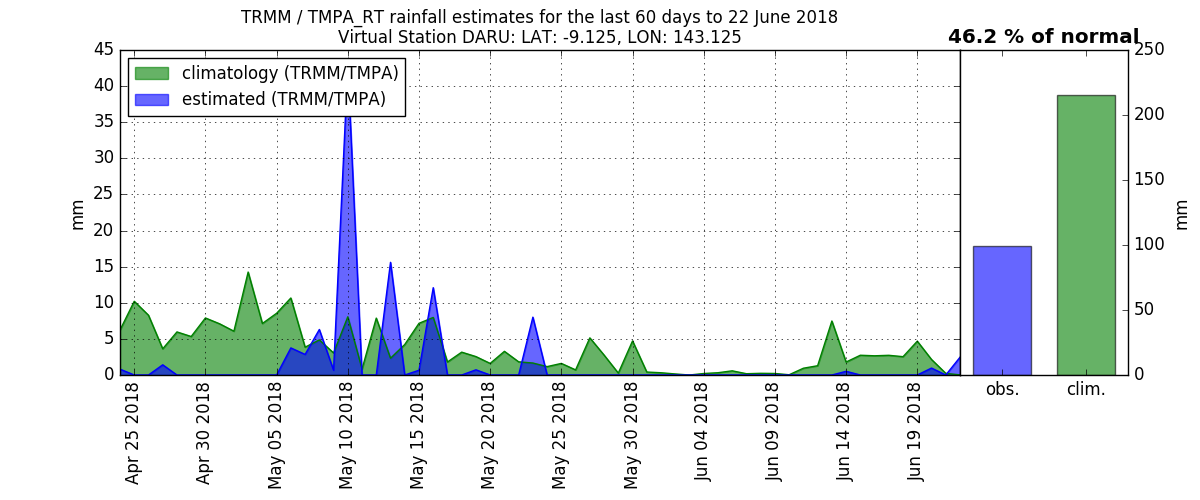 TRMM / TMPA_RT rainfall estimates for the last 60 days to 22 June 2018
Virtual Station DARU: LAT: -9.125, LON: 143.125
46.2 % of normal
climatology (TRMM/TMPA)
estimated (TRMM/TMPA)
mm
45
40
35
30
25
20
15
10
5
0
Apr 25 2018
Apr 30 2018
May 05 2018
May 10 2018
May 15 2018
May 20 2018
May 25 2018
May 30 2018
Jun 04 2018
Jun 09 2018
Jun 14 2018
Jun 19 2018
obs.
clim.
250
200
150
100
50
0
mm